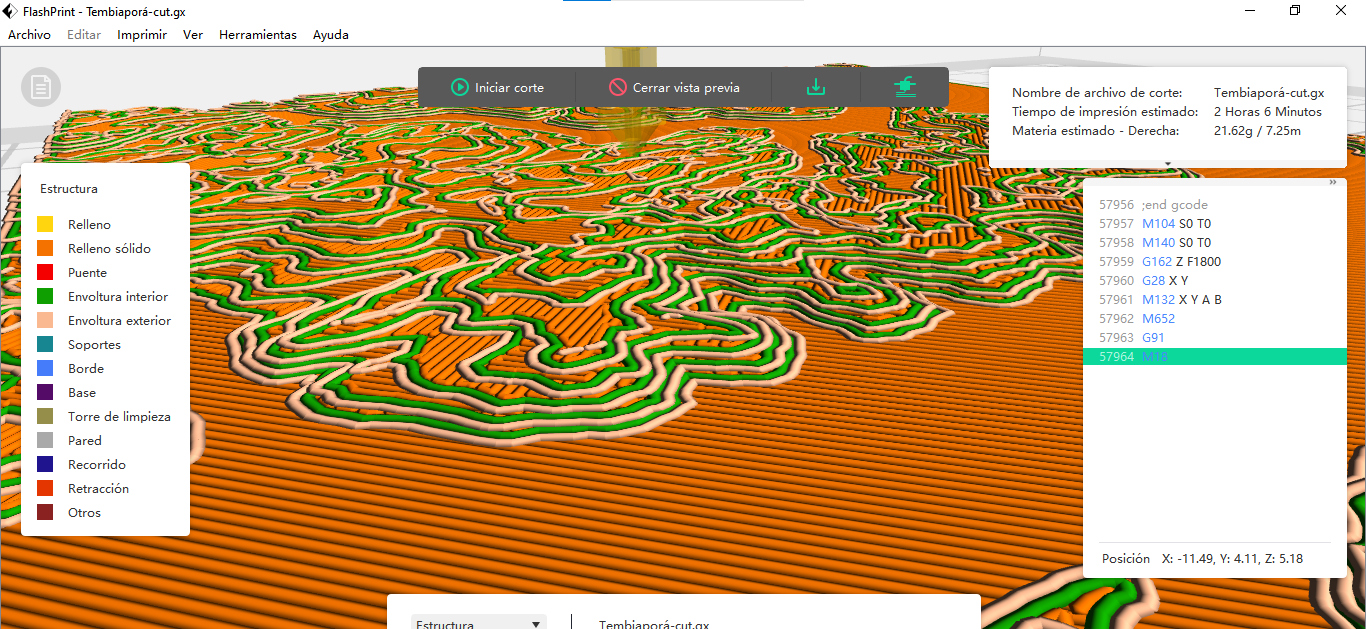 FlashPrint - Tembiaporá-cut.gx
Archivo Editar Imprimir Ver Herramientas Ayuda
Iniciar corte Cerrar vista previa
Nombre de archivo de corte: Tembiaporá-cut.gx
Tiempo de impresión estimado: 2 Horas 6 Minutos
Materia estimado - Derecha: 21.62g / 7.25m
Estructura
Relleno
Relleno sólido
Puente
Envoltura interior
Envoltura exterior
Soportes
Borde
Base
Torre de limpieza
Pared
Recorrido
Retracción
Otros
»
57956 ;end gcode
57957 M104 S0 T0
57958 M140 S0 T0
57959 G162 Z F1800
57960 G28 X Y
57961 M132 X Y A B
57962 M652
57963 G91
57964 M18
Posición X: -11.49, Y: 4.11, Z: 5.18
Estructura Tembiaporá-cut.gx